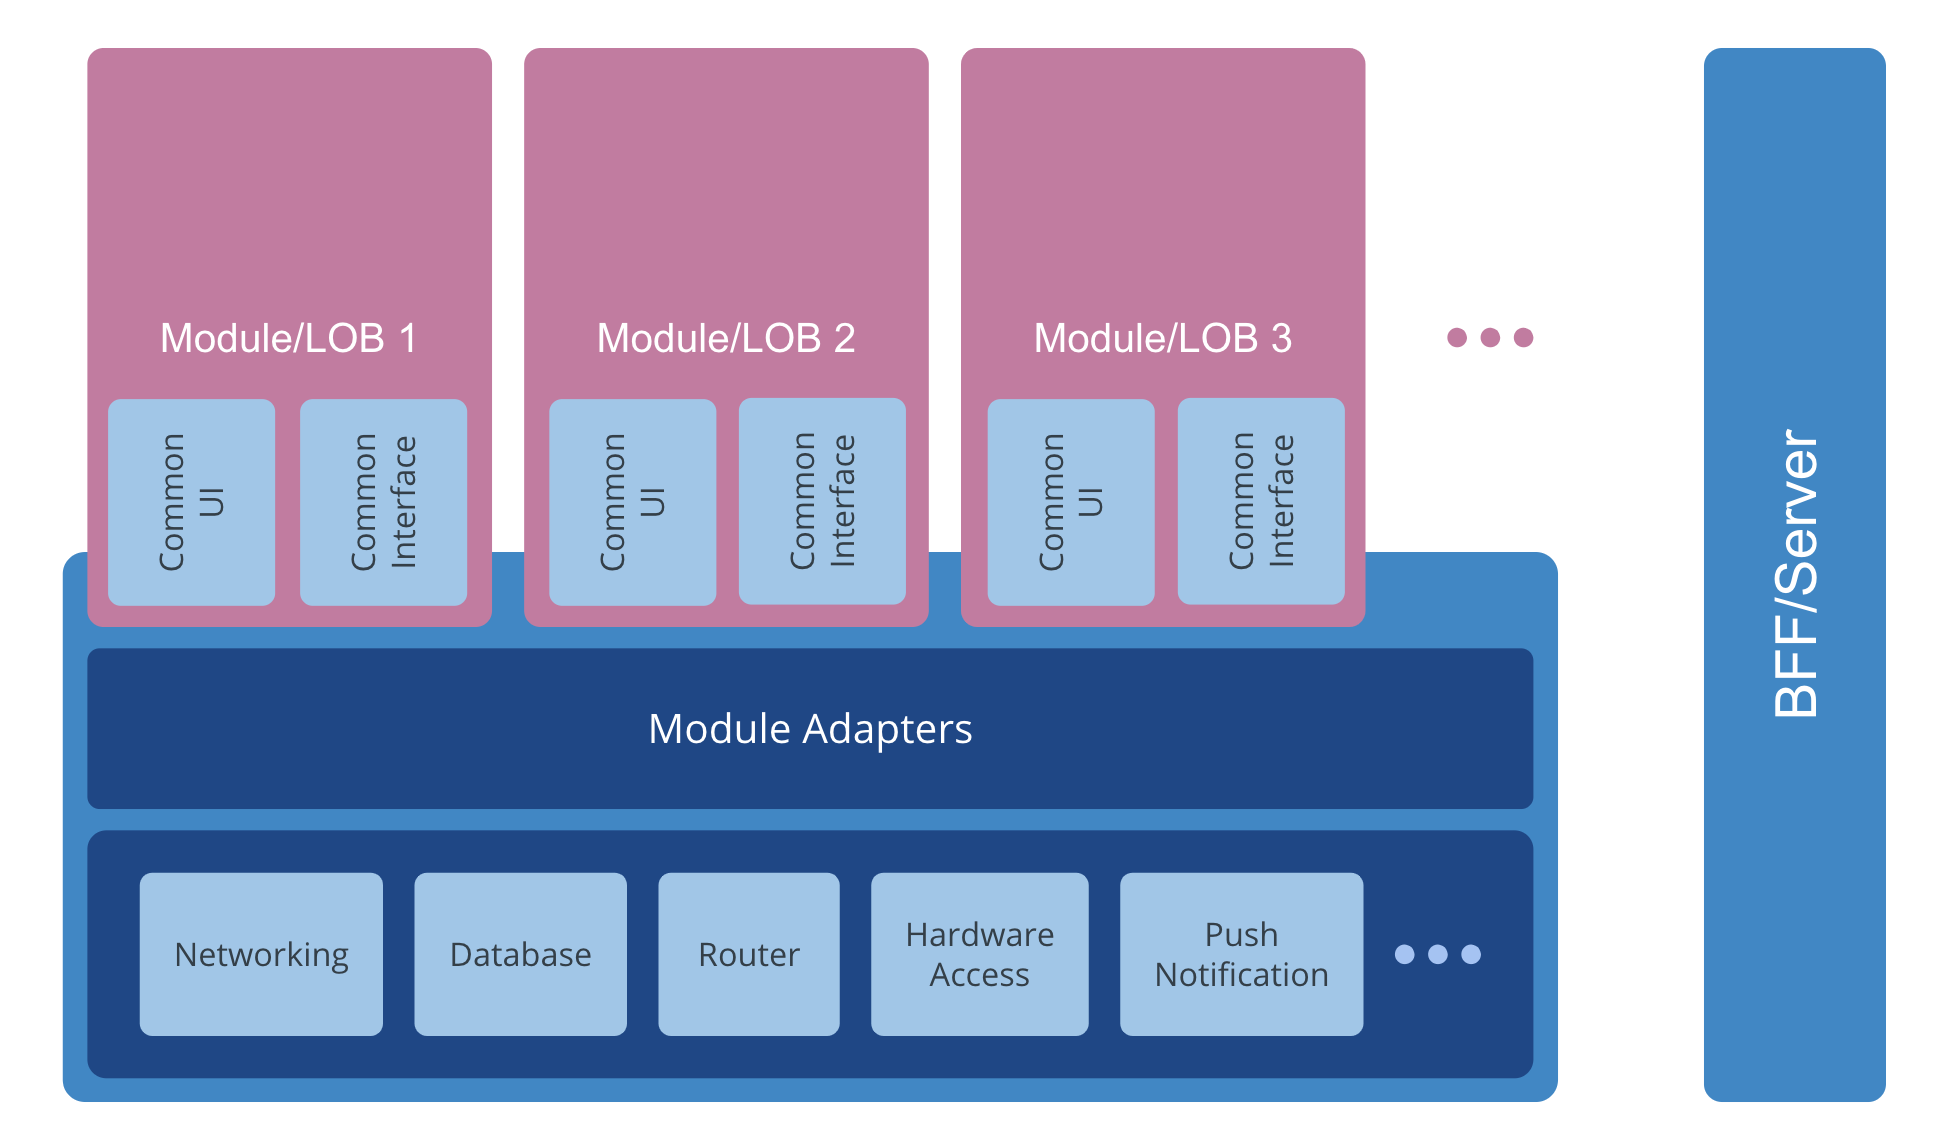 Module/LOB 1
Common
UI
Common
Interface
Module/LOB 2
Common
UI
Common
Interface
Module/LOB 3
Common
UI
Common
Interface
Module Adapters
Networking
Database
Router
Hardware
Access
Push
Notification
BFF/Server